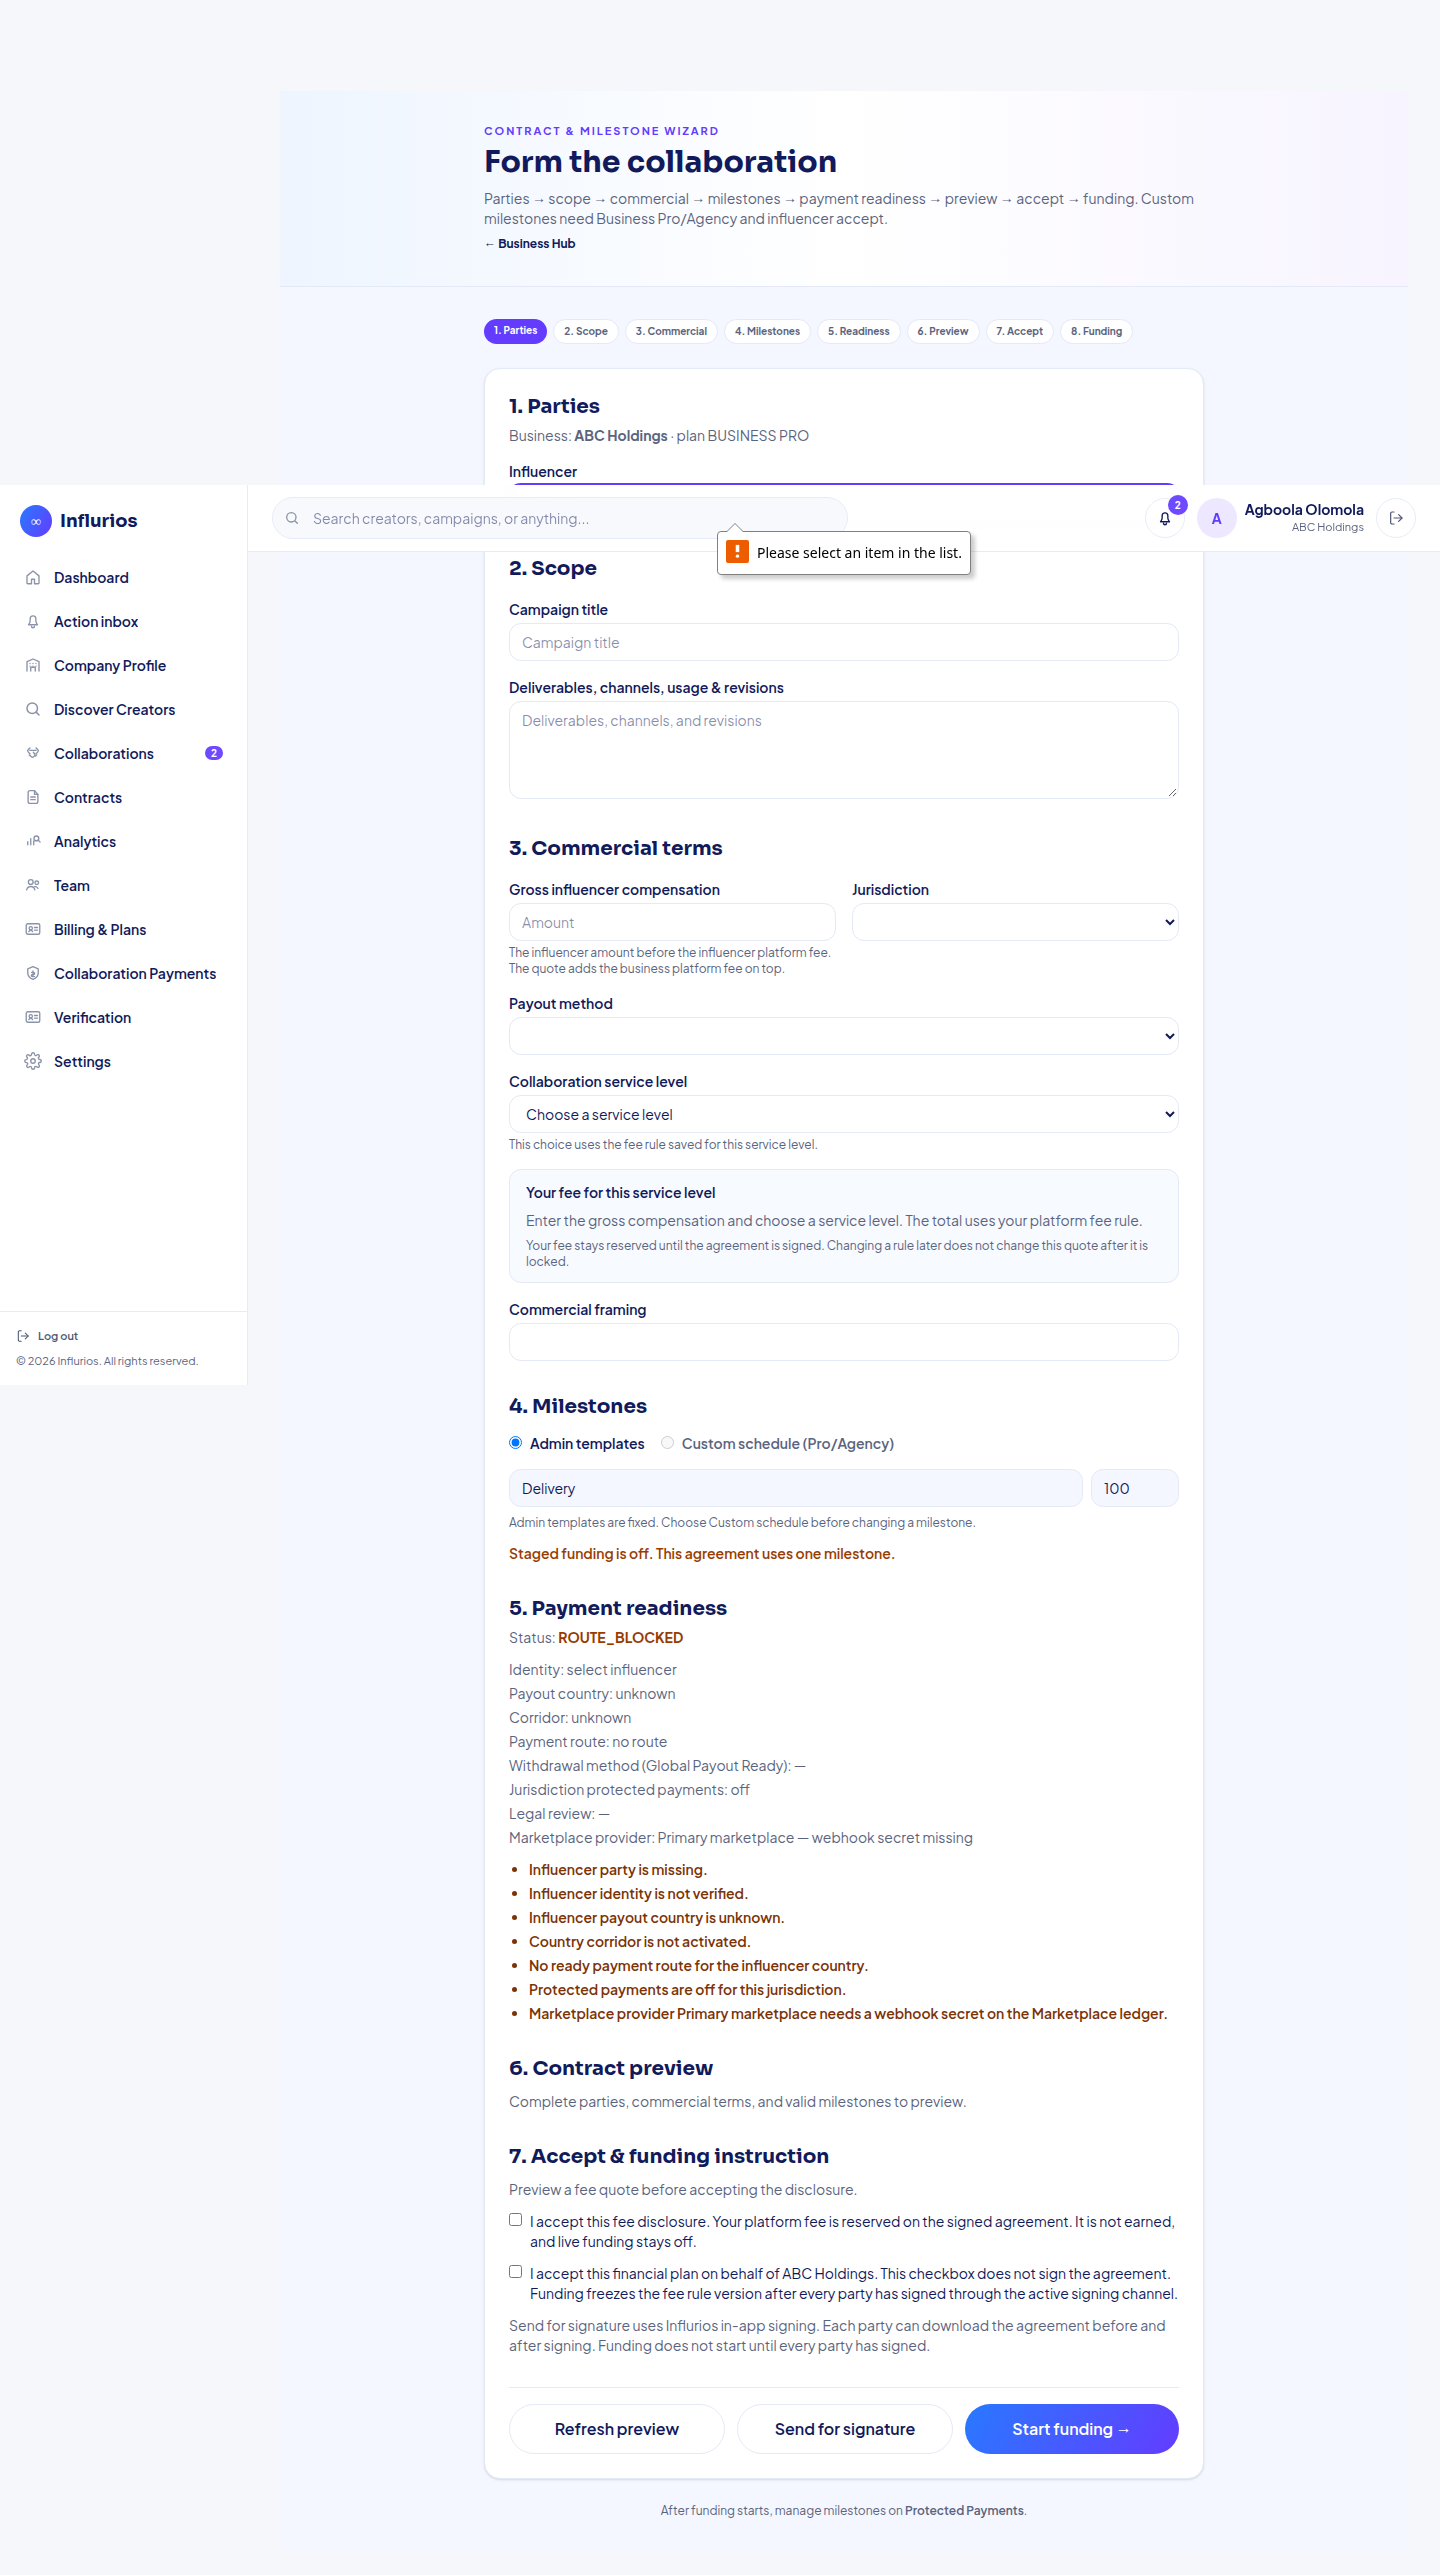 CONTRACT & MILESTONE WIZARD
Form the collaboration
Parties → scope → commercial → milestones → payment readiness → preview → accept → funding. Custom
milestones need Business Pro/Agency and influencer accept.
← Business Hub
1. Parties
2. Scope
3. Commercial
4. Milestones
5. Readiness
6. Preview
7. Accept
8. Funding
1. Parties
Business: ABC Holdings · plan BUSINESS PRO
Influencer
∞ Influrios
Search creators, campaigns, or anything...
2
A
Agboola Olomola
ABC Holdings
Please select an item in the list.
Dashboard
Action inbox
Company Profile
Discover Creators
Collaborations 2
Contracts
Analytics
Team
Billing & Plans
Collaboration Payments
Verification
Settings
Log out
© 2026 Influrios. All rights reserved.
2. Scope
Campaign title
Campaign title
Deliverables, channels, usage & revisions
Deliverables, channels, and revisions
3. Commercial terms
Gross influencer compensation
Jurisdiction
Amount
The influencer amount before the influencer platform fee.
The quote adds the business platform fee on top.
Payout method
Collaboration service level
Choose a service level
This choice uses the fee rule saved for this service level.
Your fee for this service level
Enter the gross compensation and choose a service level. The total uses your platform fee rule.
Your fee stays reserved until the agreement is signed. Changing a rule later does not change this quote after it is
locked.
Commercial framing
4. Milestones
Admin templates
Custom schedule (Pro/Agency)
Delivery
100
Admin templates are fixed. Choose Custom schedule before changing a milestone.
Staged funding is off. This agreement uses one milestone.
5. Payment readiness
Status: ROUTE_BLOCKED
Identity: select influencer
Payout country: unknown
Corridor: unknown
Payment route: no route
Withdrawal method (Global Payout Ready): —
Jurisdiction protected payments: off
Legal review: —
Marketplace provider: Primary marketplace — webhook secret missing
• Influencer party is missing.
• Influencer identity is not verified.
• Influencer payout country is unknown.
• Country corridor is not activated.
• No ready payment route for the influencer country.
• Protected payments are off for this jurisdiction.
• Marketplace provider Primary marketplace needs a webhook secret on the Marketplace ledger.
6. Contract preview
Complete parties, commercial terms, and valid milestones to preview.
7. Accept & funding instruction
Preview a fee quote before accepting the disclosure.
I accept this fee disclosure. Your platform fee is reserved on the signed agreement. It is not earned,
and live funding stays off.
I accept this financial plan on behalf of ABC Holdings. This checkbox does not sign the agreement.
Funding freezes the fee rule version after every party has signed through the active signing channel.
Send for signature uses Influrios in-app signing. Each party can download the agreement before and
after signing. Funding does not start until every party has signed.
Refresh preview
Send for signature
Start funding →
After funding starts, manage milestones on Protected Payments.